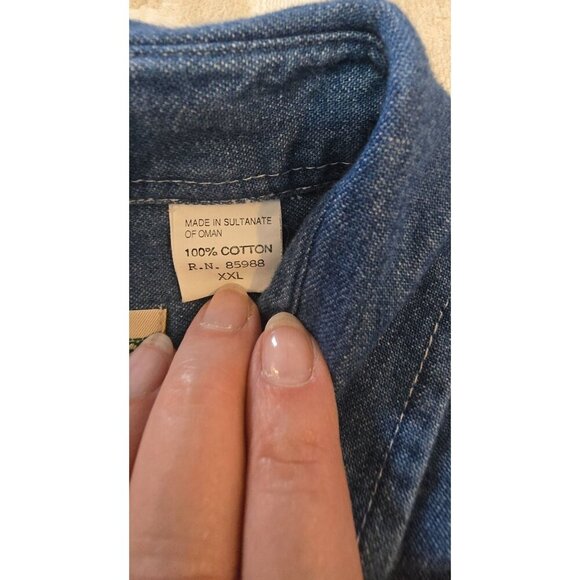 MADE IN SULTANATE
OF OMAN
100% COTTON
R.N. 85988
XXL